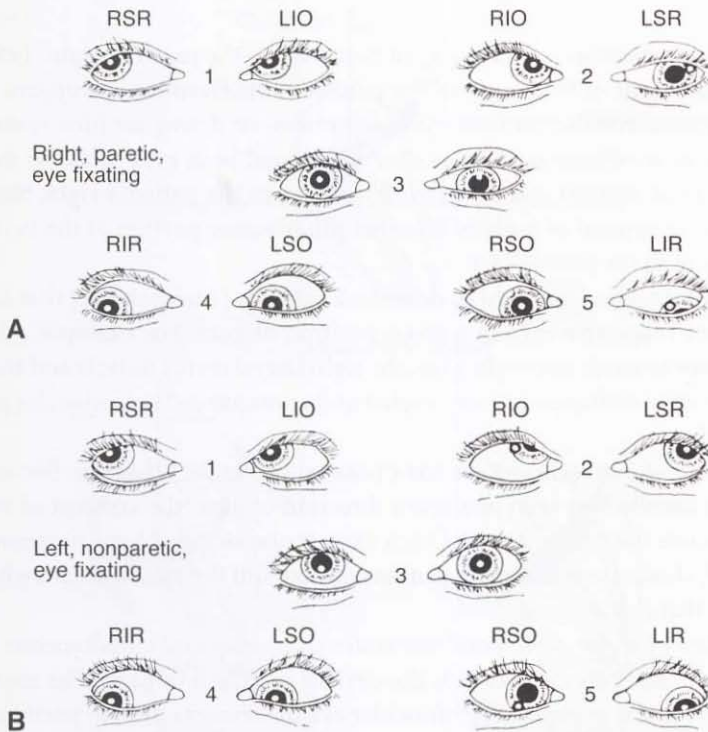 RSR LIO RIO LSR
1 2
Right, paretic,
eye fixating
3
RIR LSO RSO LIR
4 5
A
RSR LIO RIO LSR
1 2
Left, nonparetic,
eye fixating
3
RIR LSO RSO LIR
4 5
B